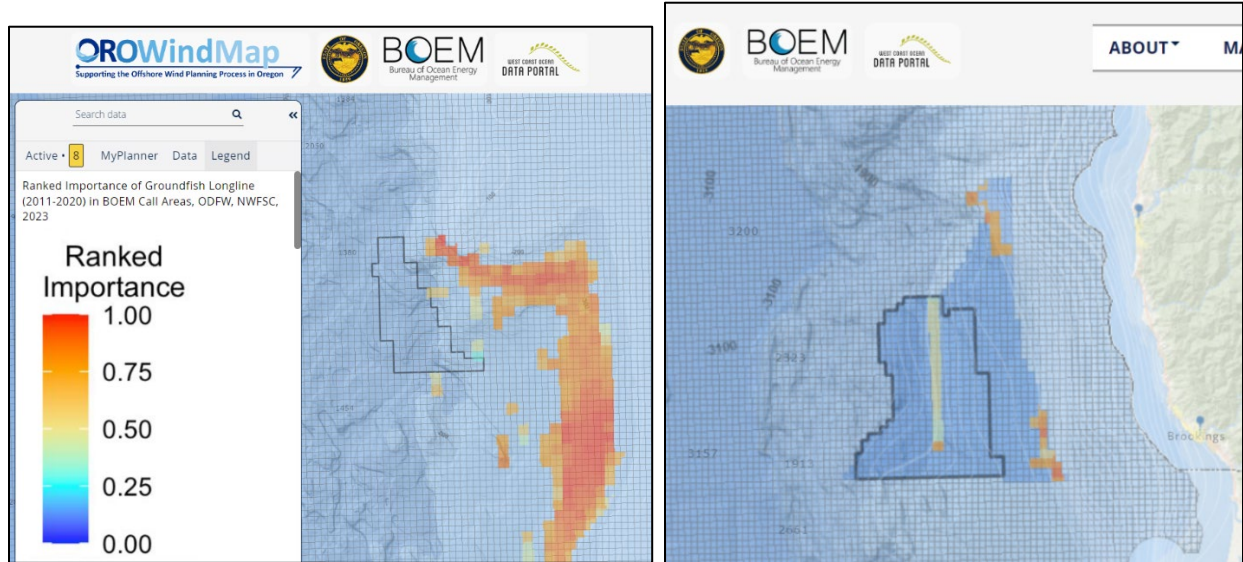 OROWindMap
Supporting the Offshore Wind Planning Process in Oregon
BOEM
Bureau of Ocean Energy
Management
WEST COAST OCEAN
DATA PORTAL
Search data
«
Active • 8 MyPlanner Data Legend
Ranked Importance of Groundfish Longline
(2011-2020) in BOEM Call Areas, ODFW, NWFSC,
2023
Ranked
Importance
1.00
0.75
0.50
0.25
0.00
1580
BOEM
Bureau of Ocean Energy
Management
WEST COAST OCEAN
DATA PORTAL
ABOUT
MA
3100
3200
3100
3100
3157
1913
2661
Brookings